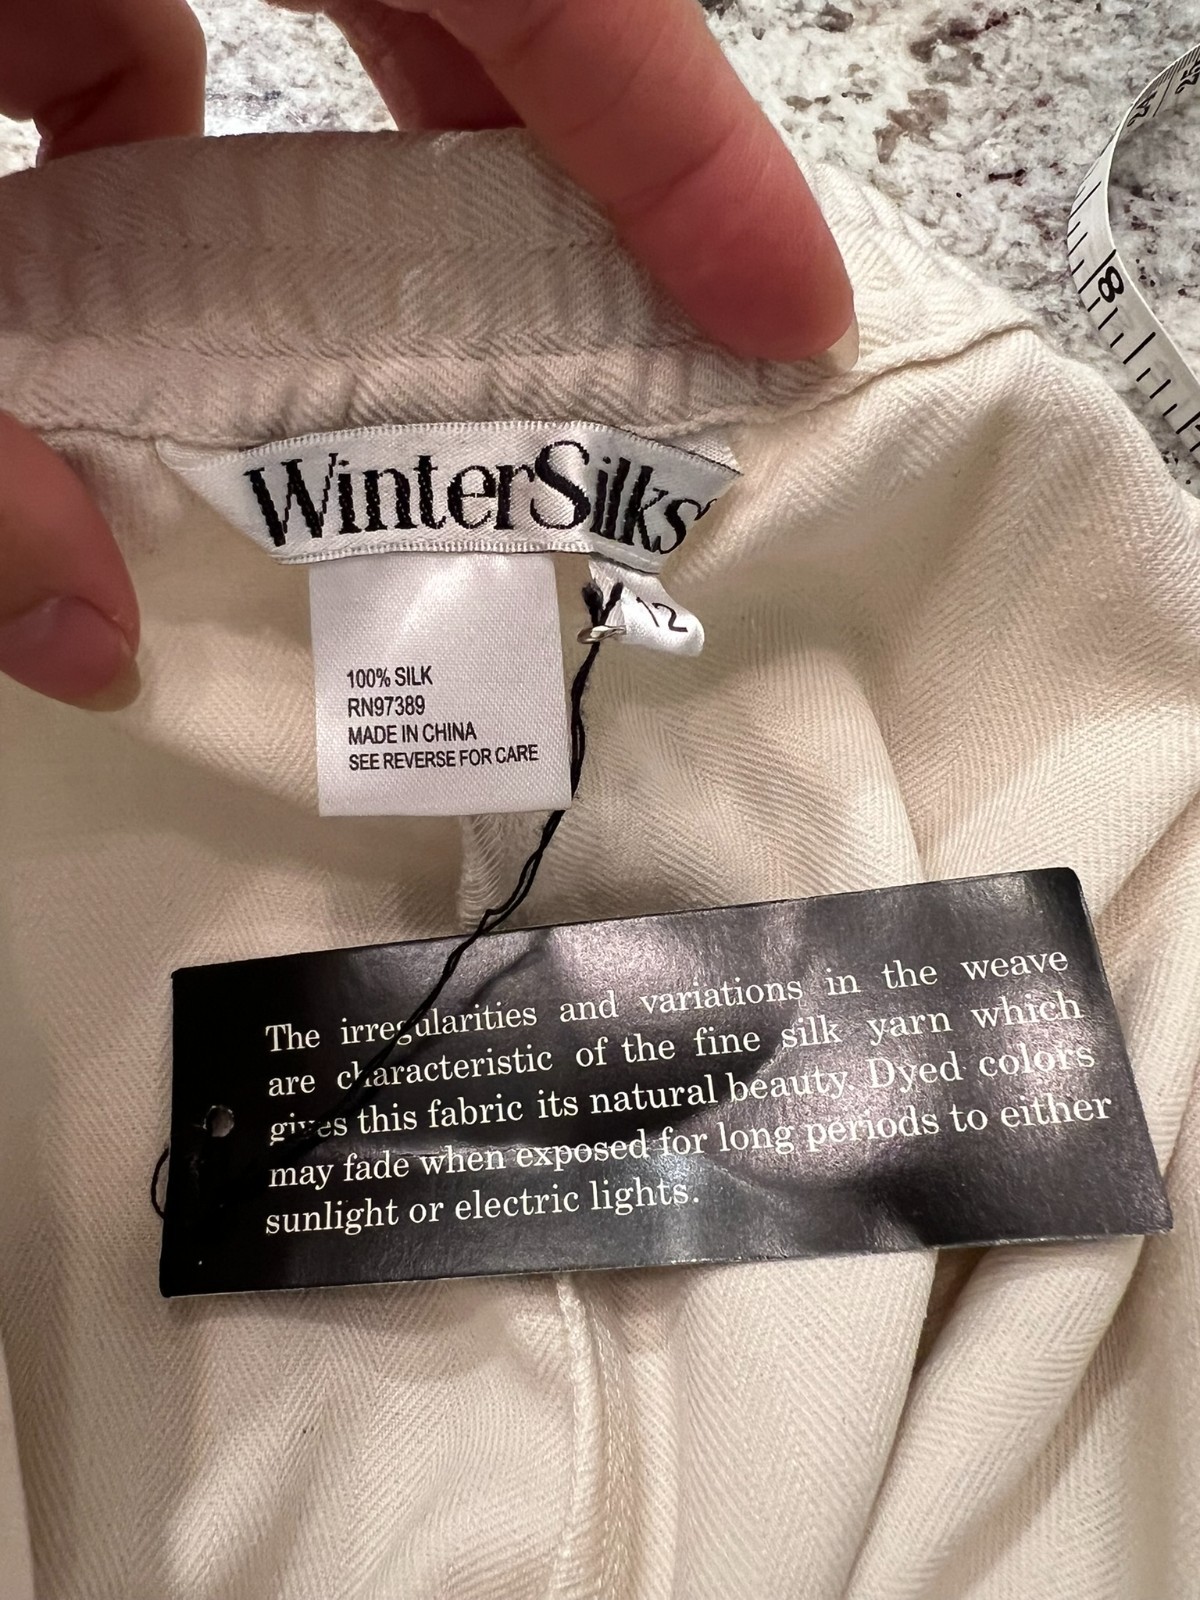 WinterSilks
12
100% SILK
RN97389
MADE IN CHINA
SEE REVERSE FOR CARE
The irregularities and variations in the weave
are characteristic of the fine silk yarn which
gives this fabric its natural beauty. Dyed colors
may fade when exposed for long periods to either
sunlight or electric lights.
8
24